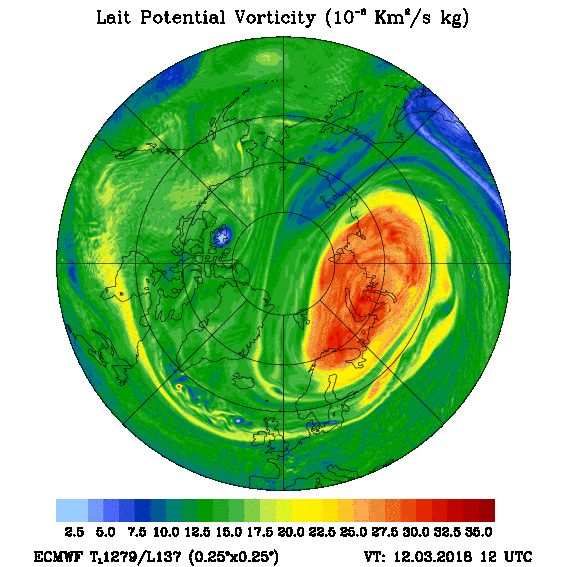 Lait Potential Vorticity (10⁻⁶ Km²/s kg)
2.5 5.0 7.5 10.0 12.5 15.0 17.5 20.0 22.5 25.0 27.5 30.0 32.5 35.0
ECMWF T_L1279/L137 (0.25°x0.25°) VT: 12.03.2018 12 UTC